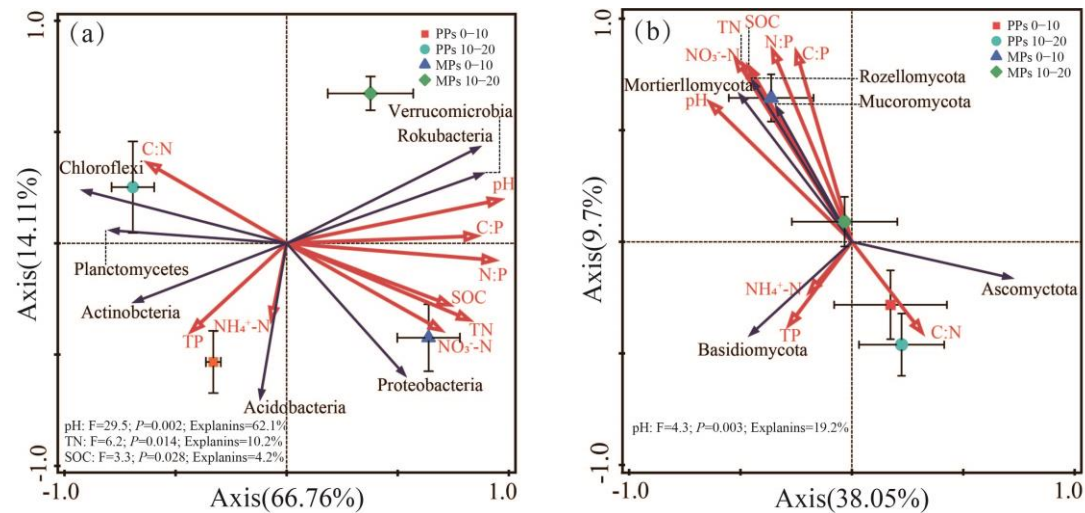 1.0
(a)
PPs 0-10
PPs 10-20
MPs 0-10
MPs 10-20
Verrucomicrobia
Rokubacteria
C:N
Chloroflexi
pH
C:P
N:P
Planctomycetes
SOC
Actinobcteria
NH₄⁺-N
TN
TP
NO₃⁻-N
Proteobacteria
Acidobacteria
pH: F=29.5; P=0.002; Explanins=62.1%
TN: F=6.2; P=0.014; Explanins=10.2%
SOC: F=3.3; P=0.028; Explanins=4.2%
Axis(14.11%)
-1.0
-1.0
Axis(66.76%)
1.0
1.0
(b)
PPs 0-10
PPs 10-20
MPs 0-10
MPs 10-20
SOC
TN
N:P
C:P
NO₃⁻-N
Rozellomycota
Mortierllomycota
Mucoromycota
pH
NH₄⁺-N
Ascomyctota
TP
C:N
Basidiomycota
pH: F=4.3; P=0.003; Explanins=19.2%
Axis(9.7%)
-1.0
-1.0
Axis(38.05%)
1.0